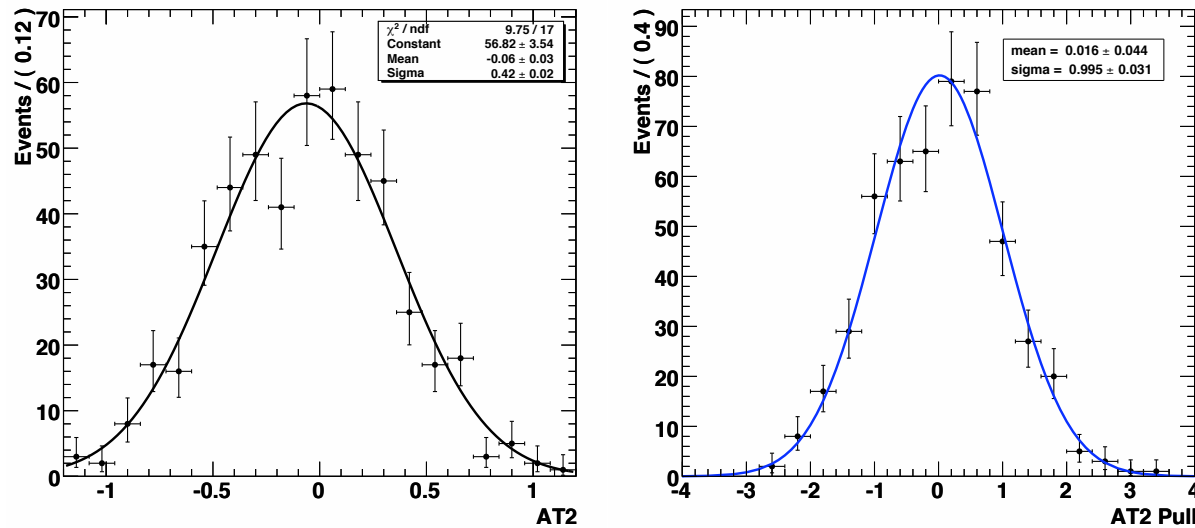 Events / ( 0.12 )
70
60
50
40
30
20
10
0
χ² / ndf 9.75 / 17
Constant 56.82 ± 3.54
Mean -0.06 ± 0.03
Sigma 0.42 ± 0.02
-1 -0.5 0 0.5 1
AT2
Events / ( 0.4 )
90
80
70
60
50
40
30
20
10
0
mean = 0.016 ± 0.044
sigma = 0.995 ± 0.031
-4 -3 -2 -1 0 1 2 3 4
AT2 Pull